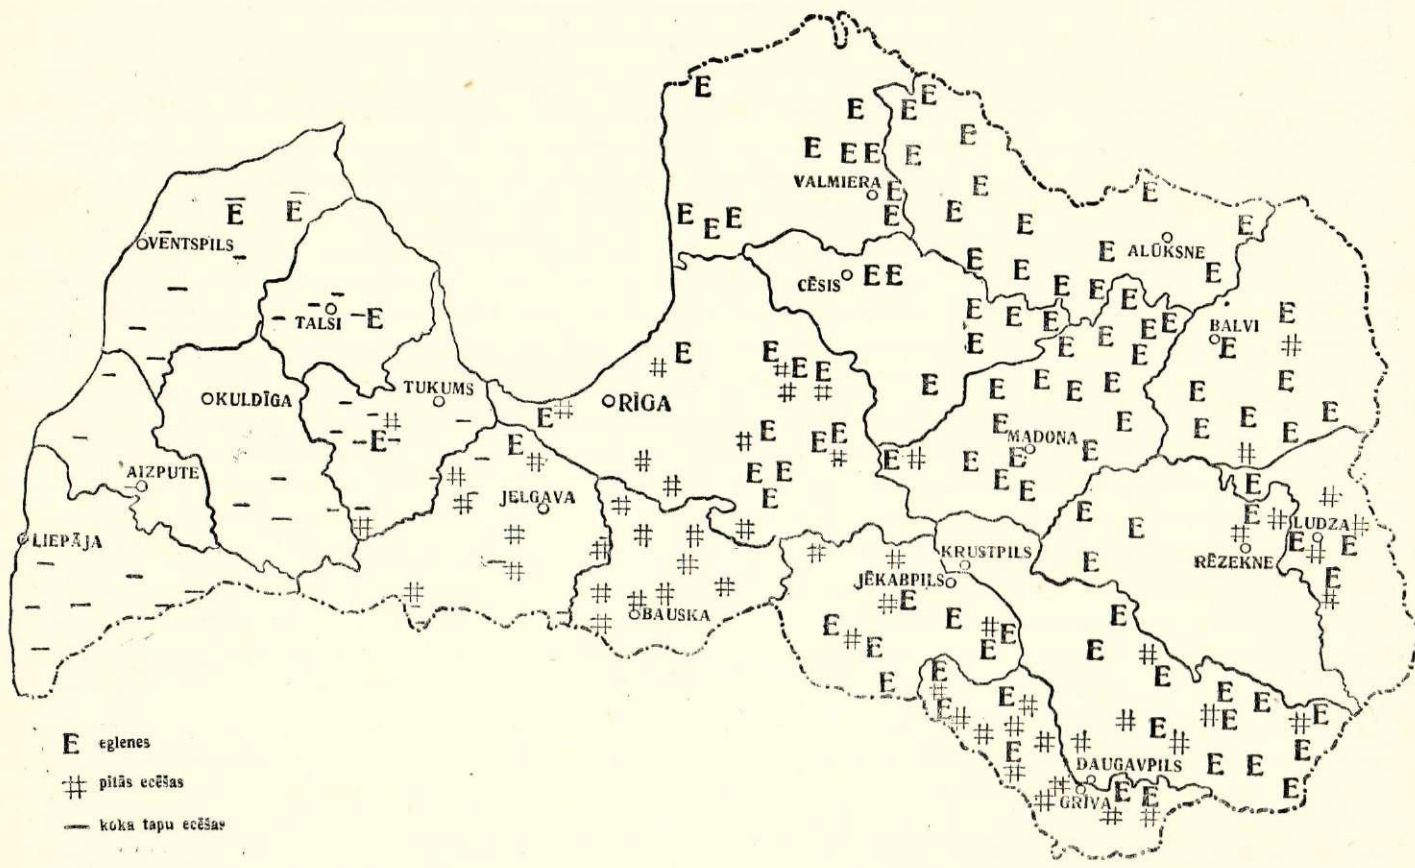 VALMIERA
VENTSPILS
ALŪKSNE
CĒSIS
TALSI
BALVI
TUKUMS
KULDĪGA
RĪGA
MADONA
AIZPUTE
JELGAVA
LUDZA
LIEPĀJA
KRUSTPILS
RĒZEKNE
JĒKABPILS
BAUSKA
DAUGAVPILS
GRĪVA
E eglenes
# pītās ecēšas
— koka tapu ecēšas